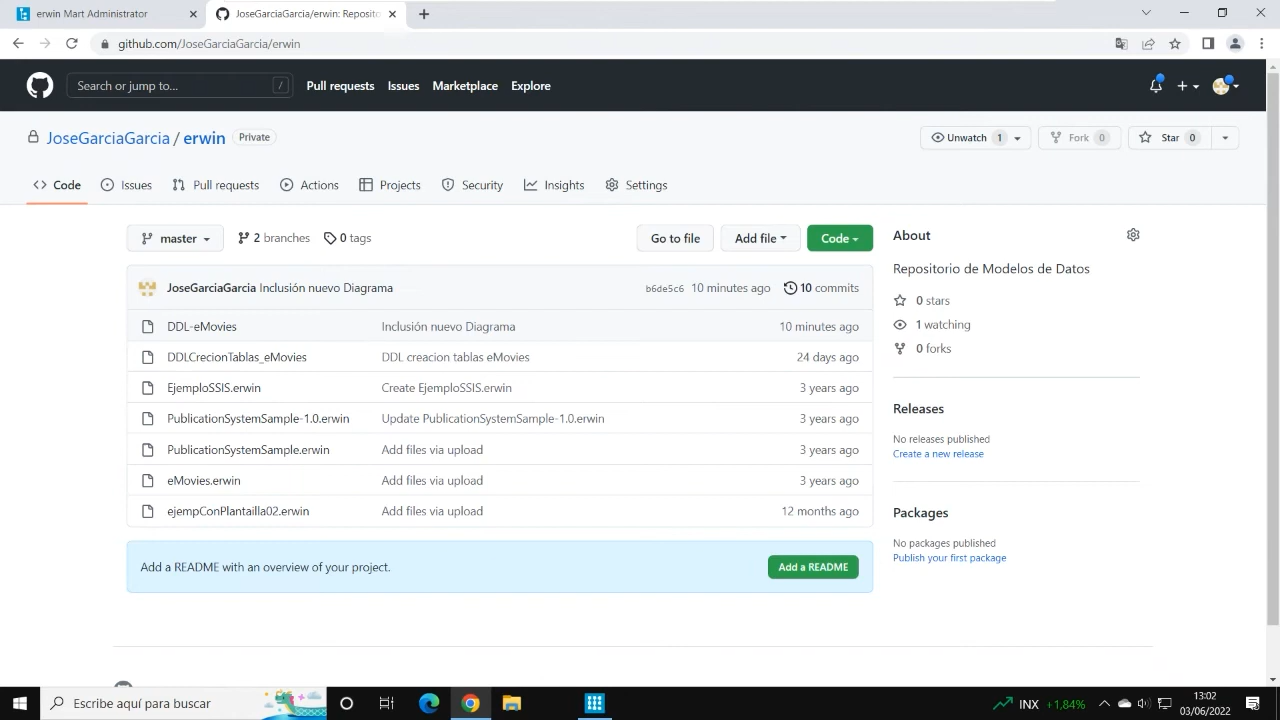 erwin Mart Administrator
JoseGarciaGarcia/erwin: Reposito
github.com/JoseGarciaGarcia/erwin
Search or jump to... /
Pull requests Issues Marketplace Explore
JoseGarciaGarcia / erwin Private
Unwatch 1 Fork 0 Star 0
Code Issues Pull requests Actions Projects Security Insights Settings
master 2 branches 0 tags Go to file Add file Code
JoseGarciaGarcia Inclusión nuevo Diagrama b6de5c6 10 minutes ago 10 commits
DDL-eMovies Inclusión nuevo Diagrama 10 minutes ago
DDLCrecionTablas_eMovies DDL creacion tablas eMovies 24 days ago
EjemploSSIS.erwin Create EjemploSSIS.erwin 3 years ago
PublicationSystemSample-1.0.erwin Update PublicationSystemSample-1.0.erwin 3 years ago
PublicationSystemSample.erwin Add files via upload 3 years ago
eMovies.erwin Add files via upload 3 years ago
ejempConPlantailla02.erwin Add files via upload 12 months ago
Add a README with an overview of your project. Add a README
About
Repositorio de Modelos de Datos
0 stars
1 watching
0 forks
Releases
No releases published
Create a new release
Packages
No packages published
Publish your first package
Escribe aquí para buscar
INX +1,84%
13:02
03/06/2022